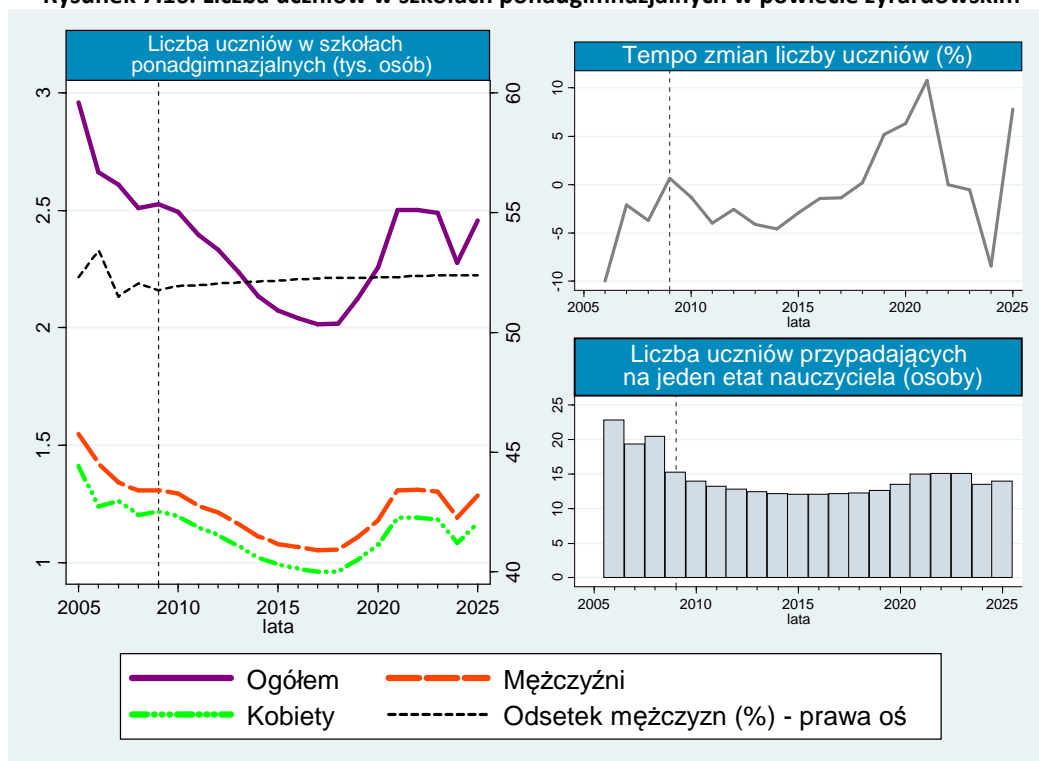 Rysunek 7.16. Liczba uczniów w szkołach ponadgimnazjalnych w powiecie żyrardowskim
Liczba uczniów w szkołach
ponadgimnazjalnych (tys. osób)
3
2.5
2
1.5
1
60
55
50
45
40
2005
2010
2015
2020
2025
lata
Tempo zmian liczby uczniów (%)
10
5
0
-5
-10
2005
2010
2015
2020
2025
lata
Liczba uczniów przypadających
na jeden etat nauczyciela (osoby)
25
20
15
10
5
0
2005
2010
2015
2020
2025
lata
Ogółem
Mężczyźni
Kobiety
Odsetek mężczyzn (%) - prawa oś